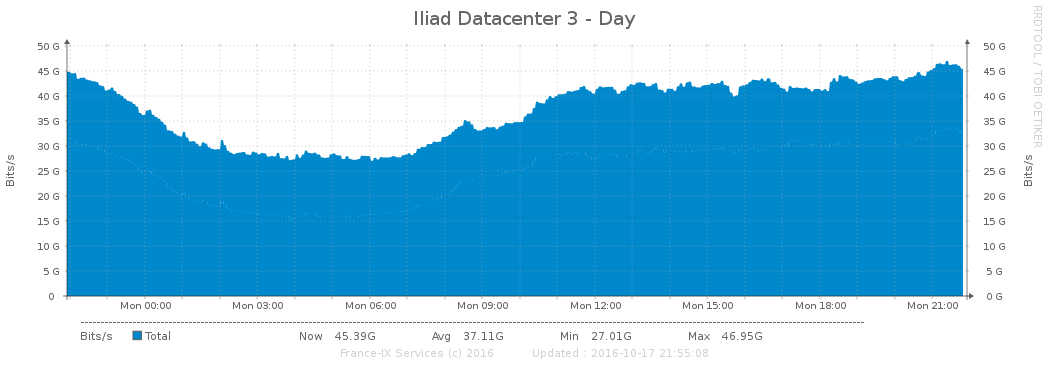 Iliad Datacenter 3 - Day
RRDTOOL / TOBI OETIKER
Bits/s
50 G 50 G
45 G 45 G
40 G 40 G
35 G 35 G
30 G 30 G
25 G 25 G
20 G 20 G
15 G 15 G
10 G 10 G
5 G 5 G
0 0 G
Bits/s
Mon 00:00 Mon 03:00 Mon 06:00 Mon 09:00 Mon 12:00 Mon 15:00 Mon 18:00 Mon 21:00
Bits/s Total Now 45.39G Avg 37.11G Min 27.01G Max 46.95G
France-IX Services (c) 2016 Updated : 2016-10-17 21:55:08